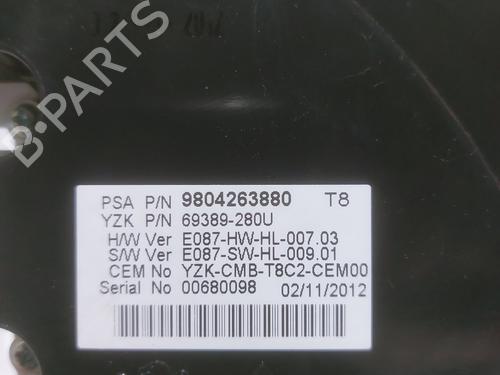 PSA P/N 9804263880 T8
YZK P/N 69389-280U
H/W Ver E087-HW-HL-007.03
S/W Ver E087-SW-HL-009.01
CEM No YZK-CMB-T8C2-CEM00
Serial No 00680098 02/11/2012
B-PARTS